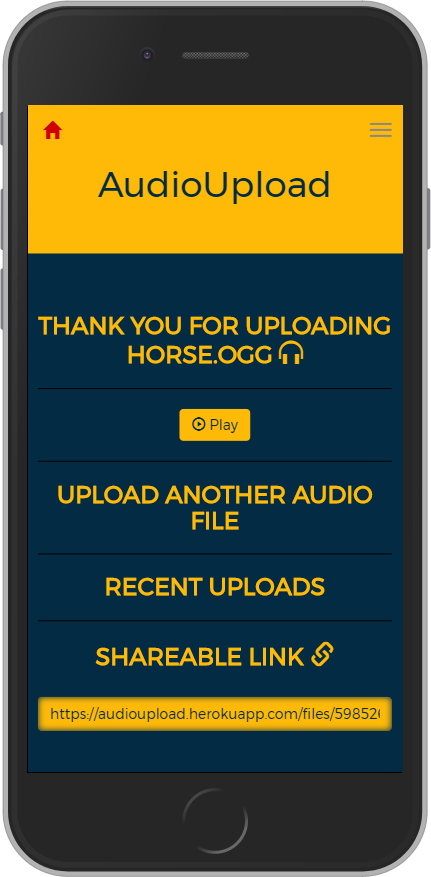 AudioUpload
THANK YOU FOR UPLOADING
HORSE.OGG
Play
UPLOAD ANOTHER AUDIO
FILE
RECENT UPLOADS
SHAREABLE LINK
https://audioupload.herokuapp.com/files/59852